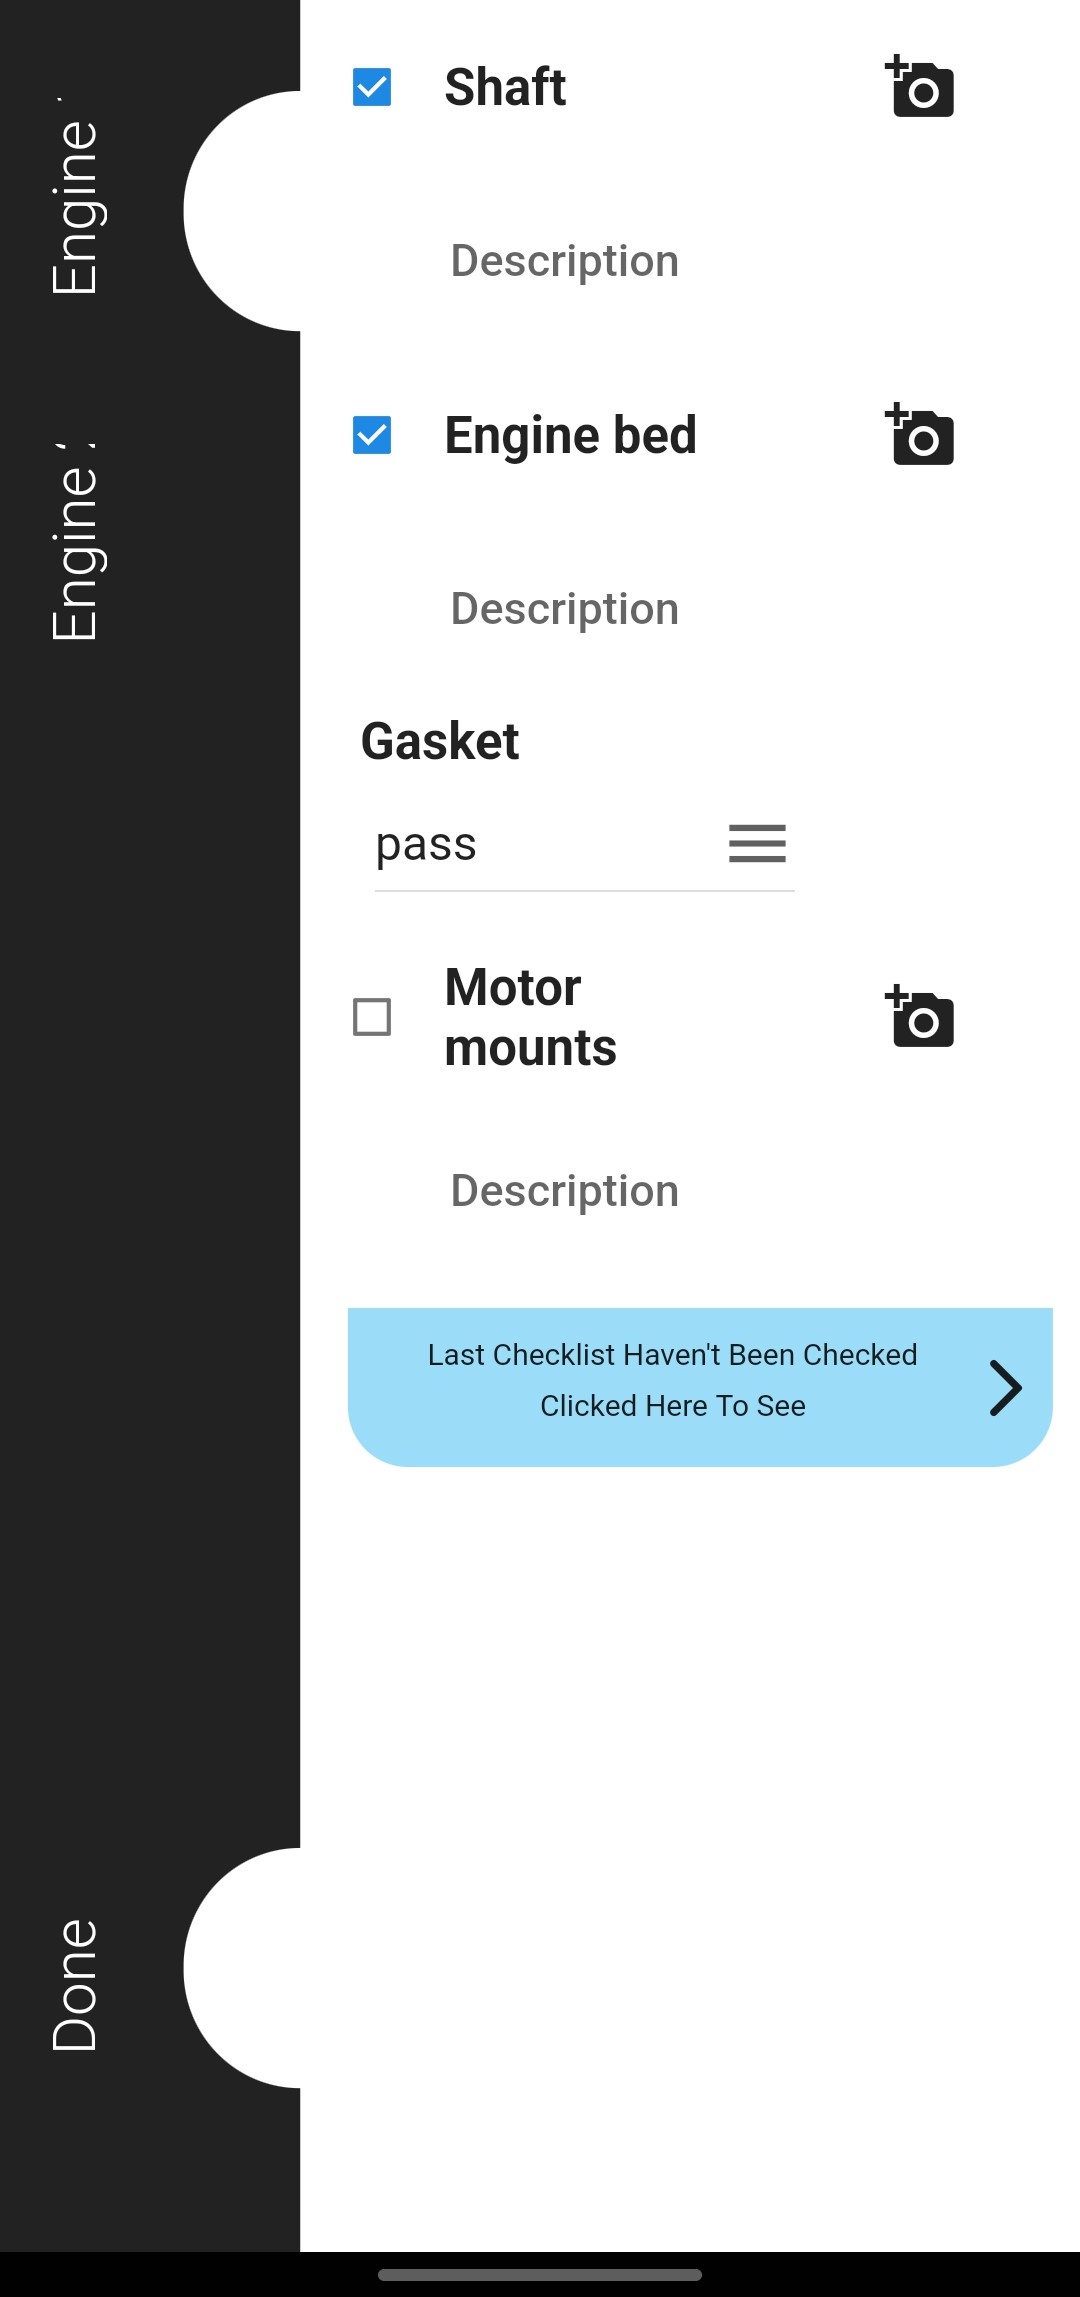 Engine
Engine
Done
Shaft
Description
Engine bed
Description
Gasket
pass
Motor
mounts
Description
Last Checklist Haven't Been Checked
Clicked Here To See